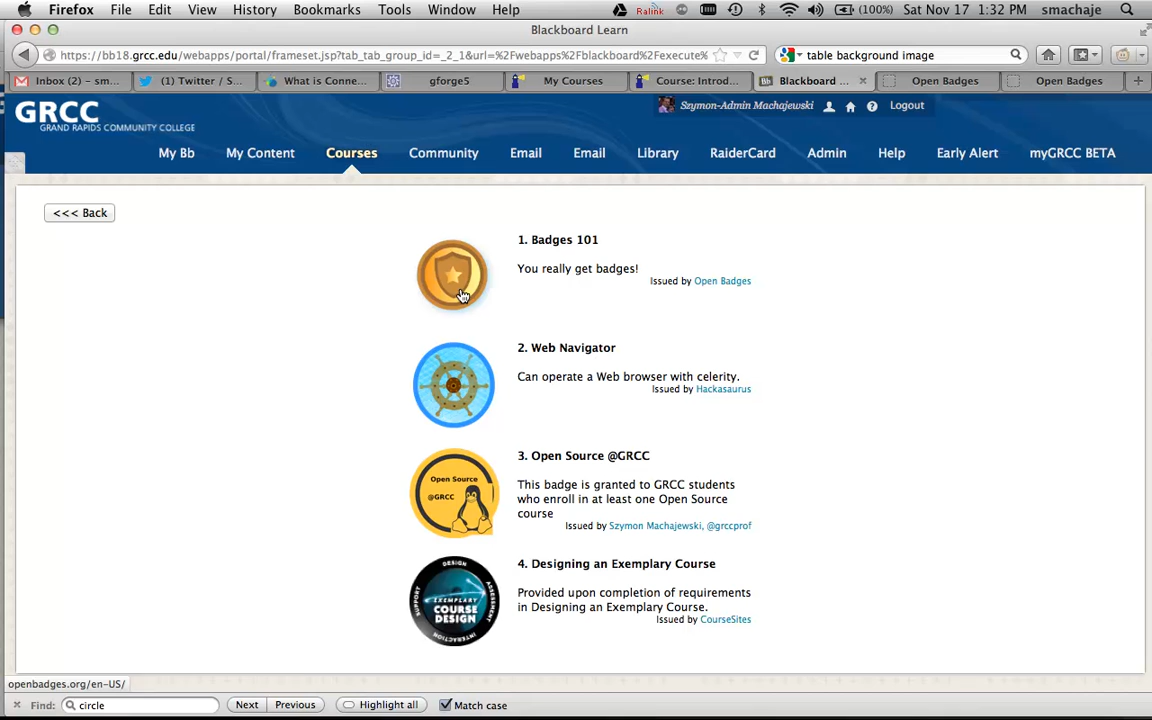 Firefox File Edit View History Bookmarks Tools Window Help Ralink (100%) Sat Nov 17 1:32 PM smachaje
Blackboard Learn
https://bb18.grcc.edu/webapps/portal/frameset.jsp?tab_tab_group_id=_2_1&url=%2Fwebapps%2Fblackboard%2Fexecute% table background image
Inbox (2) – sm... (1) Twitter / S... What is Conne... gforge5 My Courses Course: Introd... Blackboard ... Open Badges Open Badges
GRCC
GRAND RAPIDS COMMUNITY COLLEGE
Szymon-Admin Machajewski Logout
My Bb My Content Courses Community Email Email Library RaiderCard Admin Help Early Alert myGRCC BETA
<<< Back
1. Badges 101
You really get badges!
Issued by Open Badges
2. Web Navigator
Can operate a Web browser with celerity.
Issued by Hackasaurus
Open Source
@GRCC
3. Open Source @GRCC
This badge is granted to GRCC students
who enroll in at least one Open Source
course
Issued by Szymon Machajewski, @grccprof
DESIGN
SUPPORT
ASSESSMENT
INTERACTION
EXEMPLARY
COURSE
DESIGN
4. Designing an Exemplary Course
Provided upon completion of requirements
in Designing an Exemplary Course.
Issued by CourseSites
openbadges.org/en-US/
Find: circle Next Previous Highlight all Match case